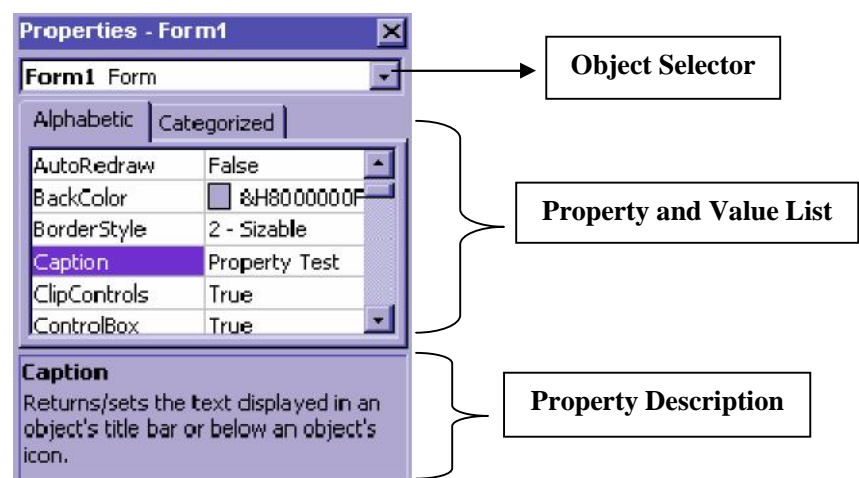 Properties - Form1
Form1 Form
Object Selector
Alphabetic Categorized
AutoRedraw False
BackColor &H8000000F
BorderStyle 2 - Sizable
Caption Property Test
ClipControls True
ControlBox True
Property and Value List
Caption
Returns/sets the text displayed in an
object's title bar or below an object's
icon.
Property Description